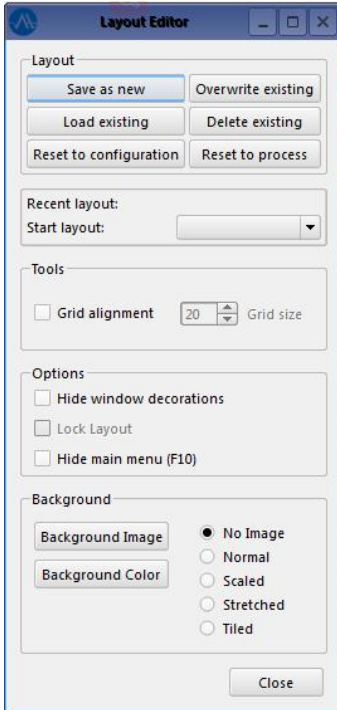 Layout Editor
Layout
Save as new
Overwrite existing
Load existing
Delete existing
Reset to configuration
Reset to process
Recent layout:
Start layout:
Tools
Grid alignment
20
Grid size
Options
Hide window decorations
Lock Layout
Hide main menu (F10)
Background
Background Image
No Image
Normal
Background Color
Scaled
Stretched
Tiled
Close